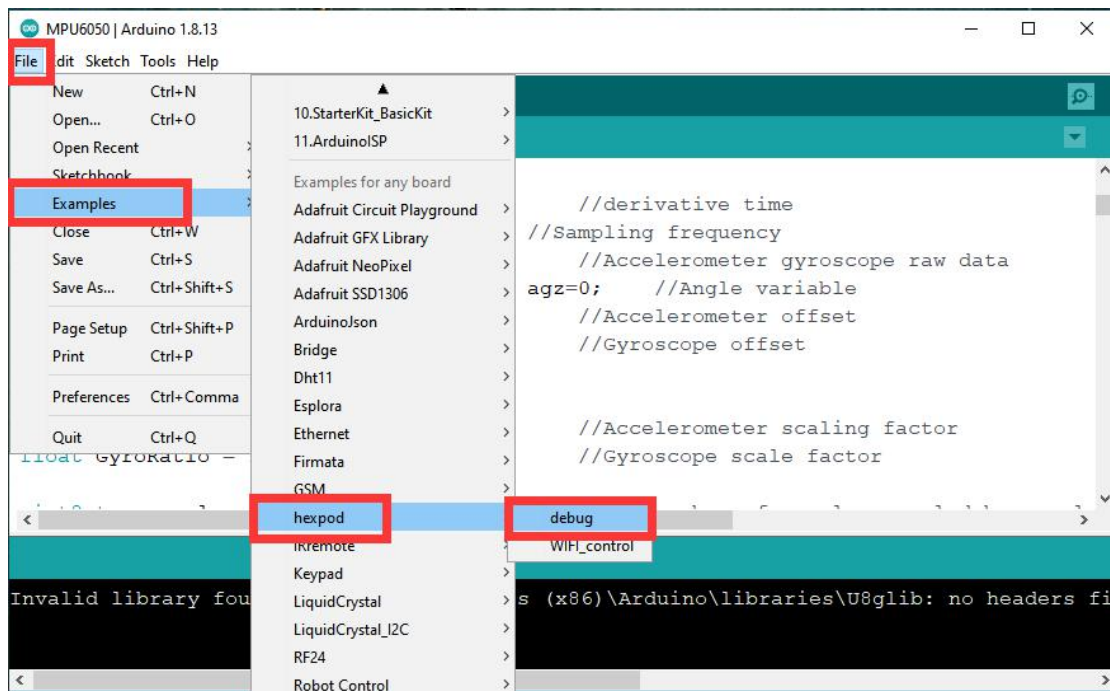 MPU6050 | Arduino 1.8.13
File Edit Sketch Tools Help
New Ctrl+N
Open... Ctrl+O
Open Recent
Sketchbook
Examples
Close Ctrl+W
Save Ctrl+S
Save As... Ctrl+Shift+S
Page Setup Ctrl+Shift+P
Print Ctrl+P
Preferences Ctrl+Comma
Quit Ctrl+Q
10.StarterKit_BasicKit
11.ArduinoISP
Examples for any board
Adafruit Circuit Playground
Adafruit GFX Library
Adafruit NeoPixel
Adafruit SSD1306
ArduinoJson
Bridge
Dht11
Esplora
Ethernet
Firmata
GSM
hexpod
IRremote
Keypad
LiquidCrystal
LiquidCrystal_I2C
RF24
Robot Control
debug
WIFI_control
//derivative time
//Sampling frequency
//Accelerometer gyroscope raw data
agz=0; //Angle variable
//Accelerometer offset
//Gyroscope offset
//Accelerometer scaling factor
//Gyroscope scale factor
float GyroRatio =
Invalid library fou
s (x86)\Arduino\libraries\U8glib: no headers fi